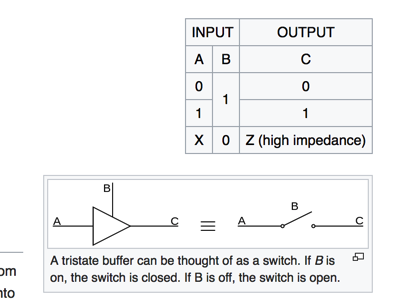 INPUT OUTPUT
A B C
0 0
1
1 1
X 0 Z (high impedance)
B
A C ≡ A B C
A tristate buffer can be thought of as a switch. If B is
on, the switch is closed. If B is off, the switch is open.
om
nto